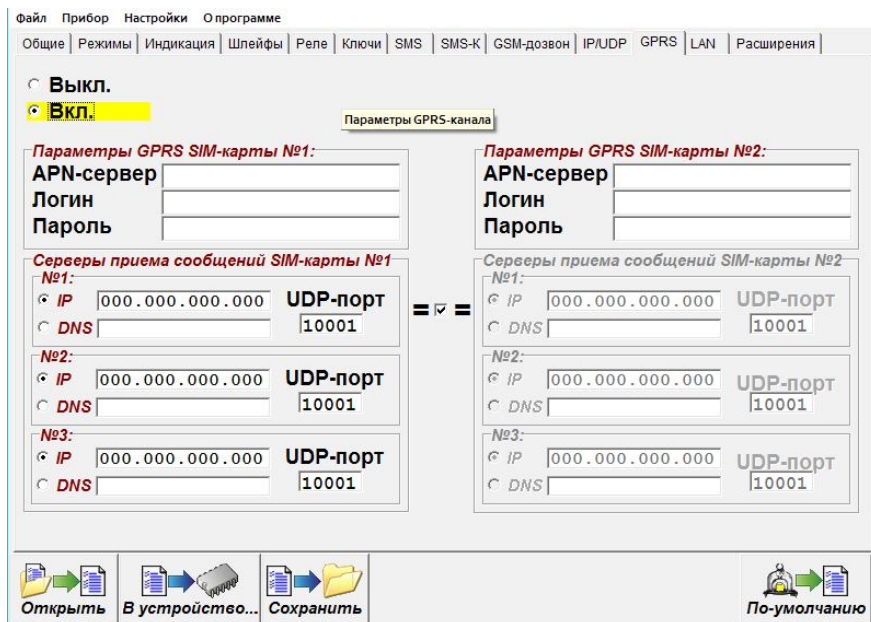 Файл Прибор Настройки О программе
Общие Режимы Индикация Шлейфы Реле Ключи SMS SMS-К GSM-дозвон IP/UDP GPRS LAN Расширения
Выкл.
Вкл.
Параметры GPRS-канала
Параметры GPRS SIM-карты №1:
APN-сервер
Логин
Пароль
Параметры GPRS SIM-карты №2:
APN-сервер
Логин
Пароль
Серверы приема сообщений SIM-карты №1
№1:
IP 000.000.000.000 UDP-порт
DNS 10001
№2:
IP 000.000.000.000 UDP-порт
DNS 10001
№3:
IP 000.000.000.000 UDP-порт
DNS 10001
= =
Серверы приема сообщений SIM-карты №2
№1:
IP 000.000.000.000 UDP-порт
DNS 10001
№2:
IP 000.000.000.000 UDP-порт
DNS 10001
№3:
IP 000.000.000.000 UDP-порт
DNS 10001
Открыть В устройство... Сохранить По-умолчанию